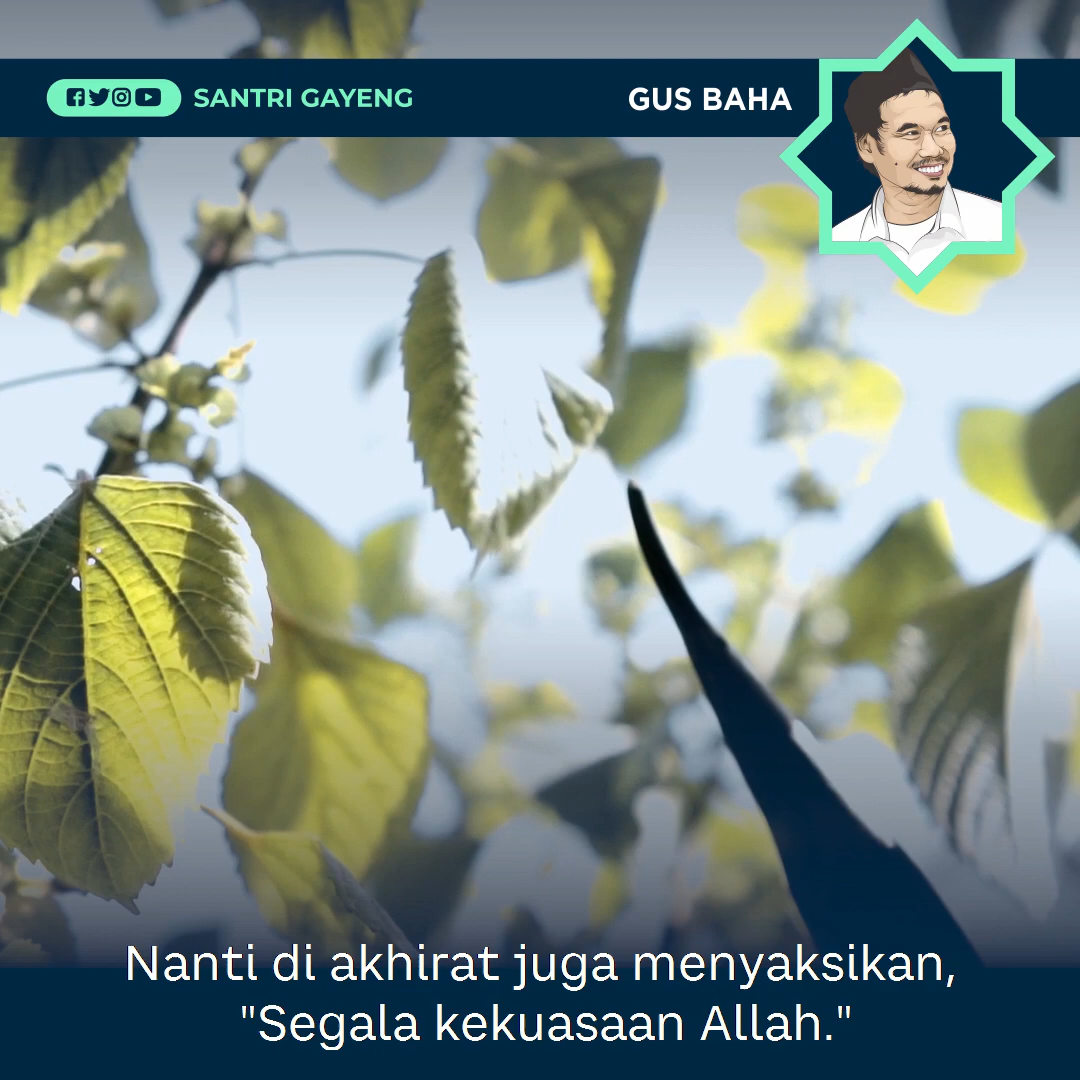 SANTRI GAYENG
GUS BAHA
Nanti di akhirat juga menyaksikan,
"Segala kekuasaan Allah."